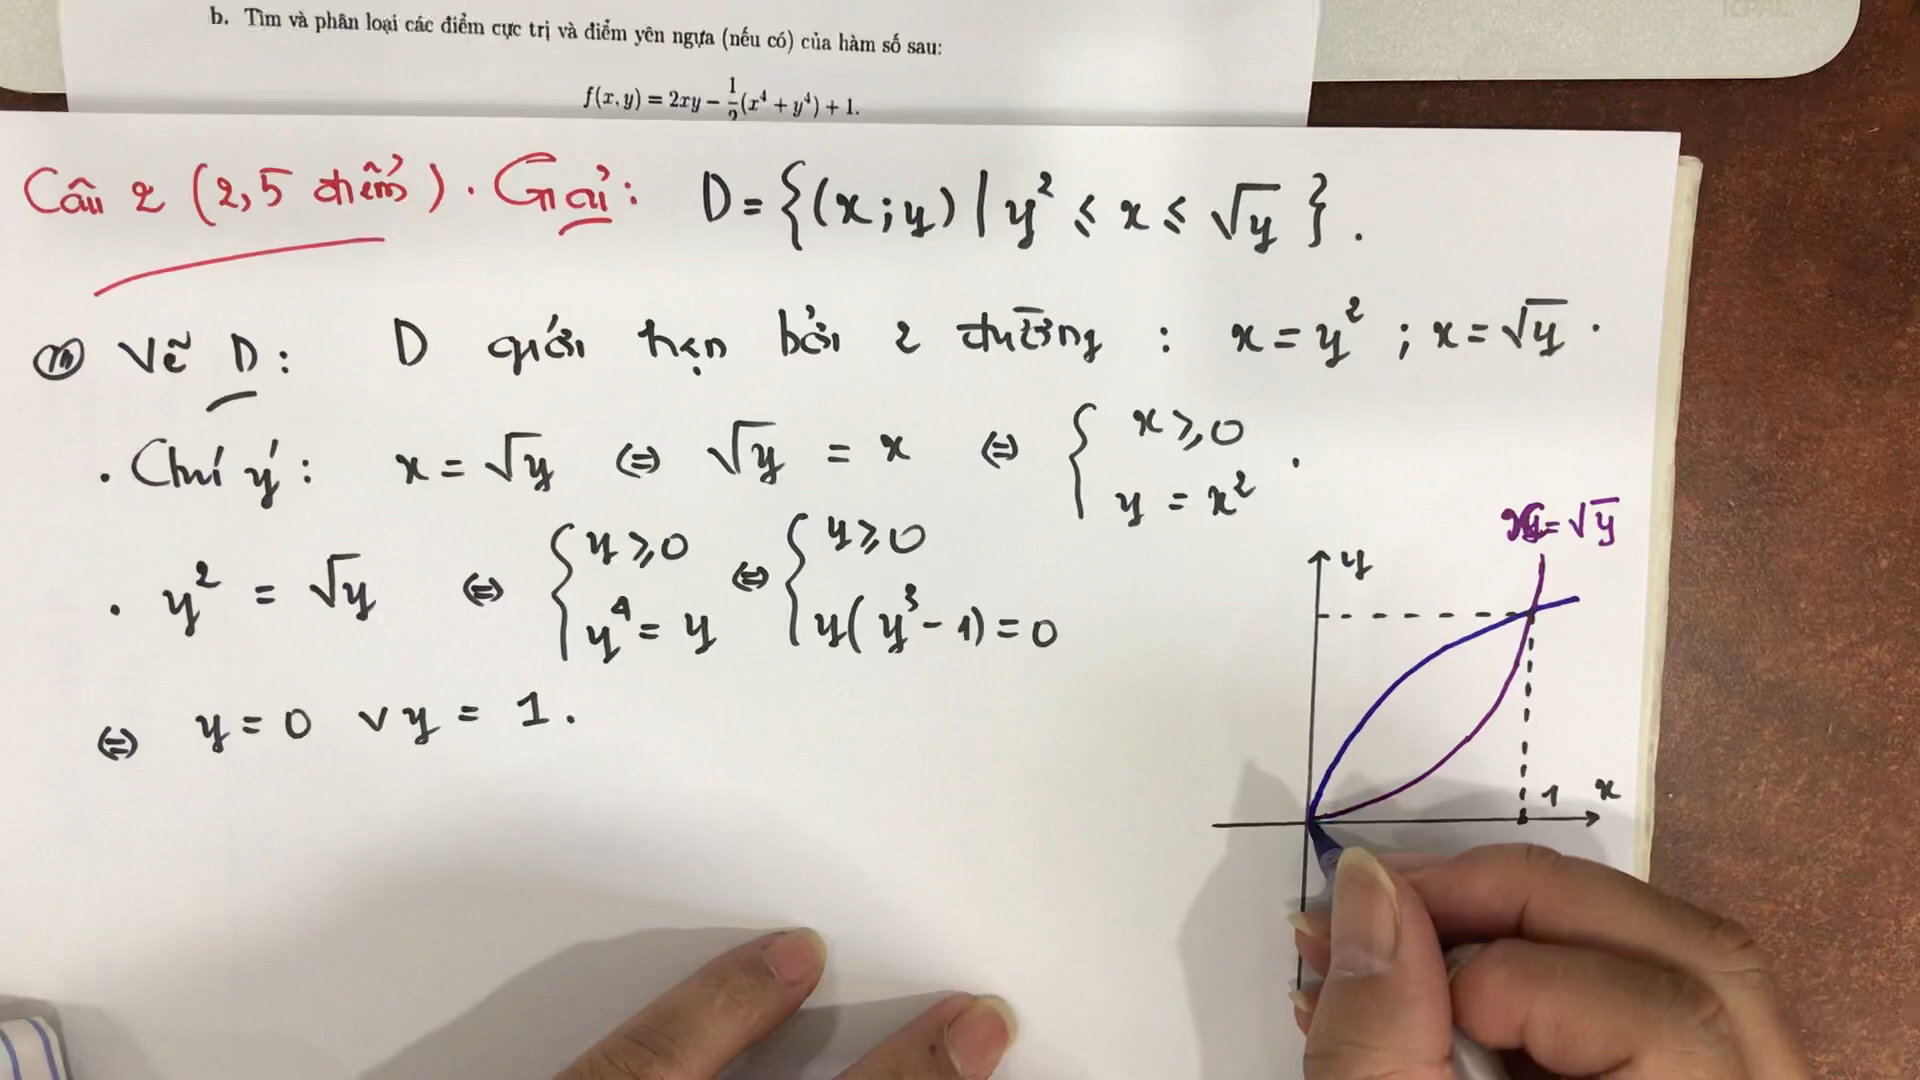 b. Tìm và phân loại các điểm cực trị và điểm yên ngựa (nếu có) của hàm số sau:
f(x, y) = 2xy − 1/2(x⁴ + y⁴) + 1.
Câu 2 (2,5 điểm). Giải: D = {(x; y) | y² ≤ x ≤ √y}.
Vẽ D: D giới hạn bởi 2 đường : x = y² ; x = √y.
. Chú ý: x = √y ⇔ √y = x ⇔ { x ≥ 0 y = x² .
. y² = √y ⇔ { y ≥ 0 y⁴ = y ⇔ { y ≥ 0 y(y³ − 1) = 0
⇔ y = 0 ∨ y = 1.
x = √y
y
1
x